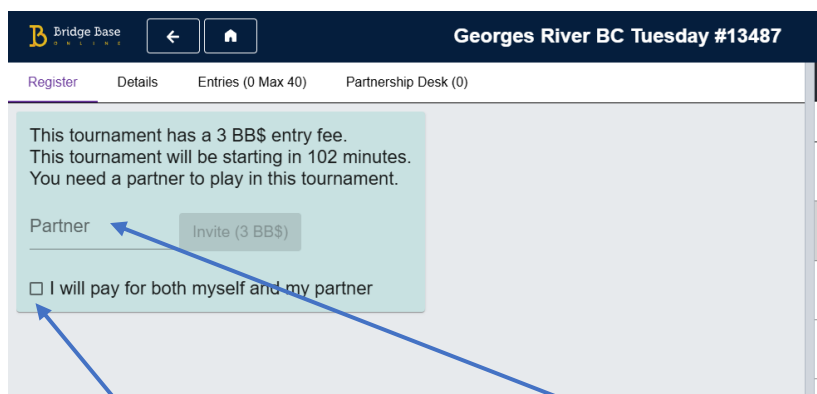 Bridge Base
ONLINE
Georges River BC Tuesday #13487
Register Details Entries (0 Max 40) Partnership Desk (0)
This tournament has a 3 BB$ entry fee.
This tournament will be starting in 102 minutes.
You need a partner to play in this tournament.
Partner Invite (3 BB$)
I will pay for both myself and my partner